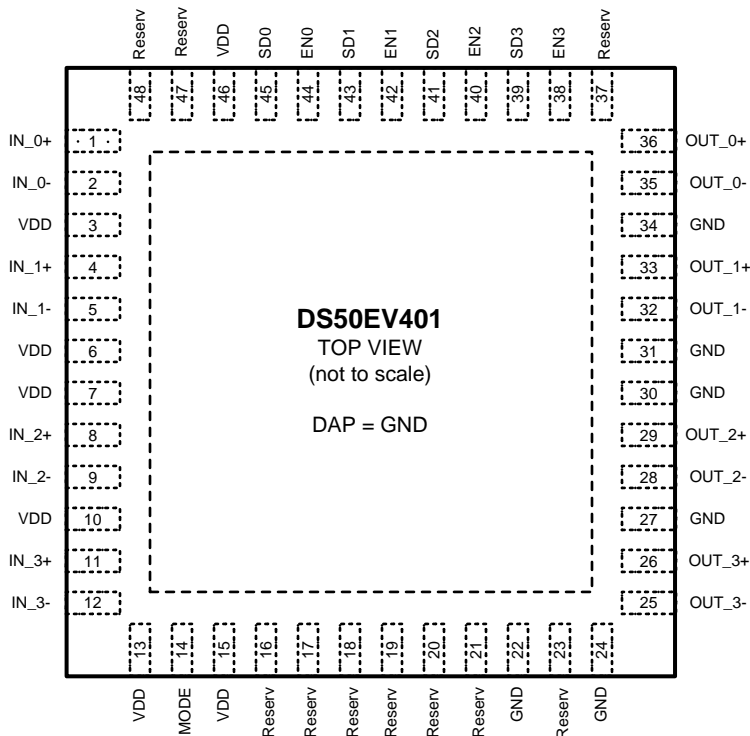 Reserv
Reserv
VDD
SD0
EN0
SD1
EN1
SD2
EN2
SD3
EN3
Reserv
48
47
46
45
44
43
42
41
40
39
38
37
IN_0+ 1 36 OUT_0+
IN_0- 2 35 OUT_0-
VDD 3 34 GND
IN_1+ 4 33 OUT_1+
IN_1- 5 32 OUT_1-
VDD 6 31 GND
VDD 7 30 GND
IN_2+ 8 29 OUT_2+
IN_2- 9 28 OUT_2-
VDD 10 27 GND
IN_3+ 11 26 OUT_3+
IN_3- 12 25 OUT_3-
DS50EV401
TOP VIEW
(not to scale)
DAP = GND
13
14
15
16
17
18
19
20
21
22
23
24
VDD
MODE
VDD
Reserv
Reserv
Reserv
Reserv
Reserv
Reserv
GND
Reserv
GND